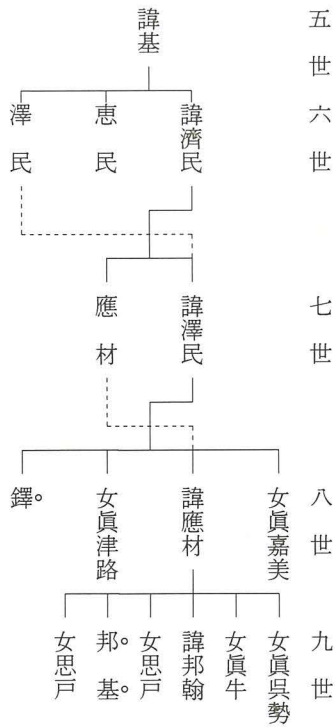 五世
諱基
六世
諱濟民
恵民
澤民
七世
諱澤民
應材
八世
女眞嘉美
諱應材
女眞津路
鐸。
九世
女眞呉勢
女眞牛
諱邦翰
女思戸
邦。基。
女思戸